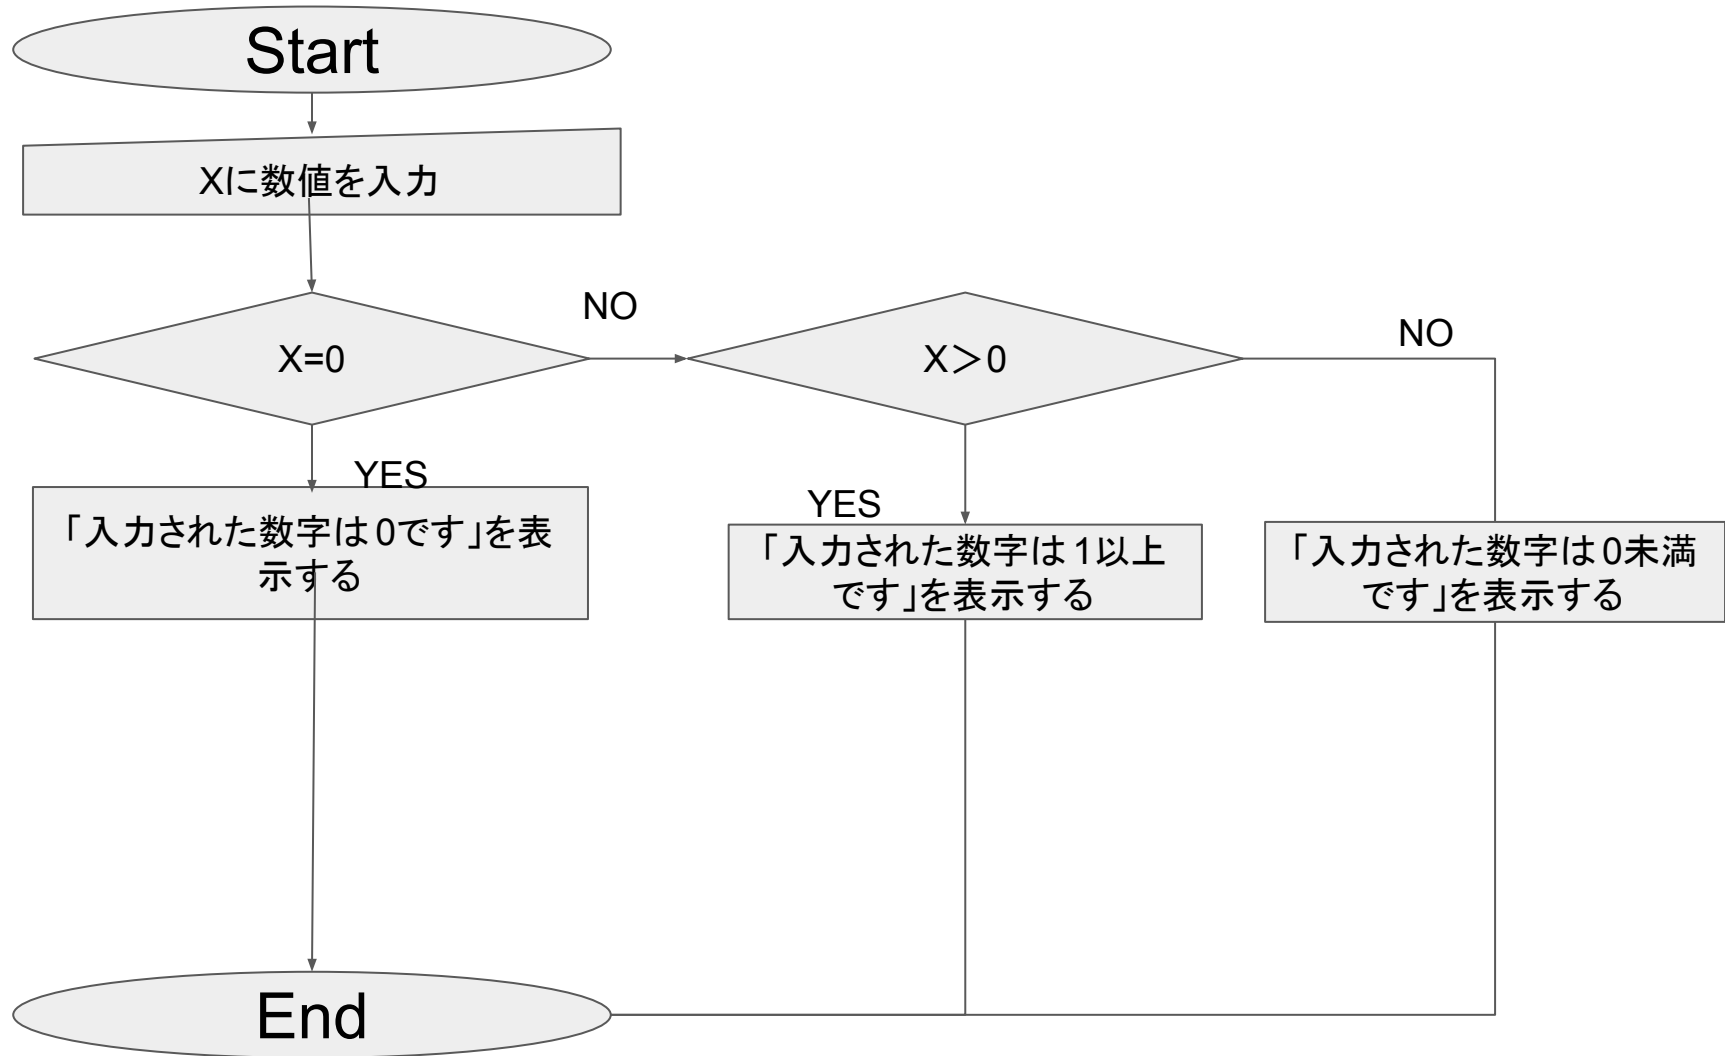 Start
Xに数値を入力
X=0
NO
X＞0
NO
YES
「入力された数字は0です」を表
示する
YES
「入力された数字は1以上
です」を表示する
「入力された数字は0未満
です」を表示する
End